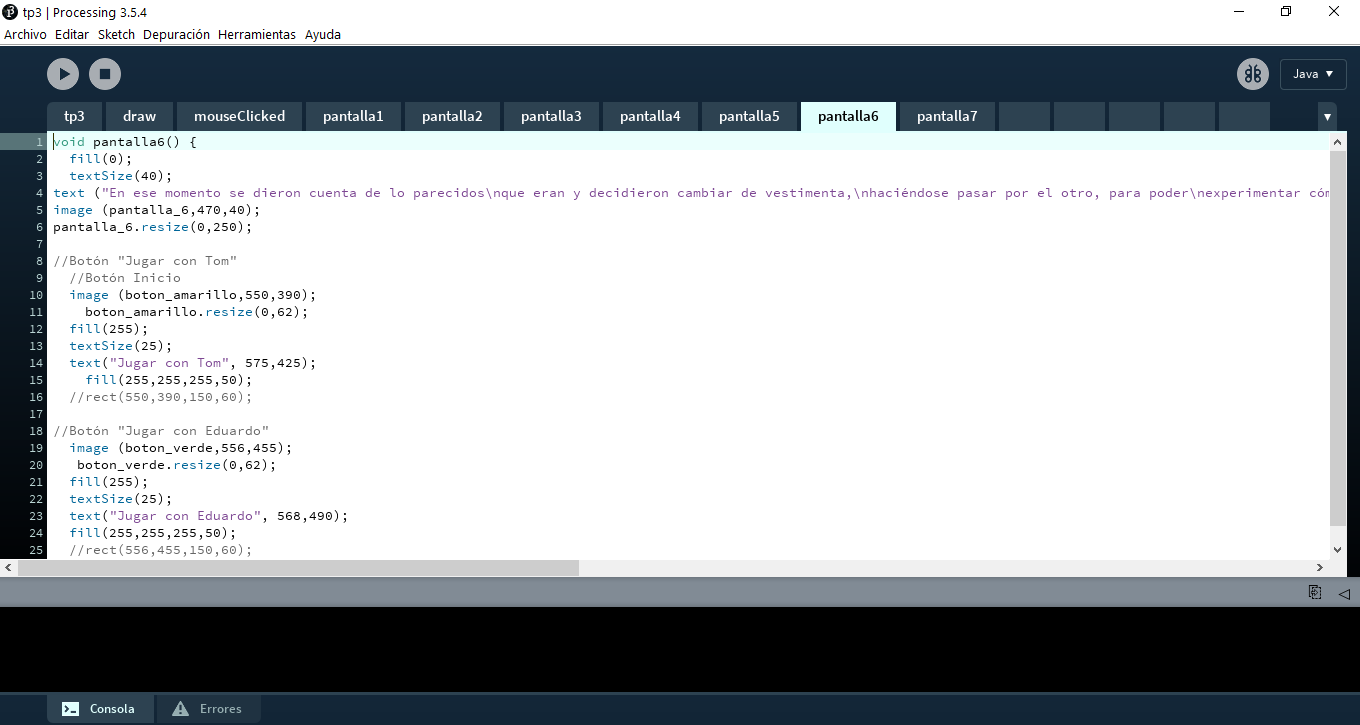 tp3 | Processing 3.5.4
Archivo Editar Sketch Depuración Herramientas Ayuda
Java ▼
tp3 draw mouseClicked pantalla1 pantalla2 pantalla3 pantalla4 pantalla5 pantalla6 pantalla7 ▼
1 void pantalla6() {
2 fill(0);
3 textSize(40);
4 text ("En ese momento se dieron cuenta de lo parecidos\nque eran y decidieron cambiar de vestimenta,\nhaciéndose pasar por el otro, para poder\nexperimentar cóm
5 image (pantalla_6,470,40);
6 pantalla_6.resize(0,250);
7
8 //Botón "Jugar con Tom"
9 //Botón Inicio
10 image (boton_amarillo,550,390);
11 boton_amarillo.resize(0,62);
12 fill(255);
13 textSize(25);
14 text("Jugar con Tom", 575,425);
15 fill(255,255,255,50);
16 //rect(550,390,150,60);
17
18 //Botón "Jugar con Eduardo"
19 image (boton_verde,556,455);
20 boton_verde.resize(0,62);
21 fill(255);
22 textSize(25);
23 text("Jugar con Eduardo", 568,490);
24 fill(255,255,255,50);
25 //rect(556,455,150,60);
Consola Errores